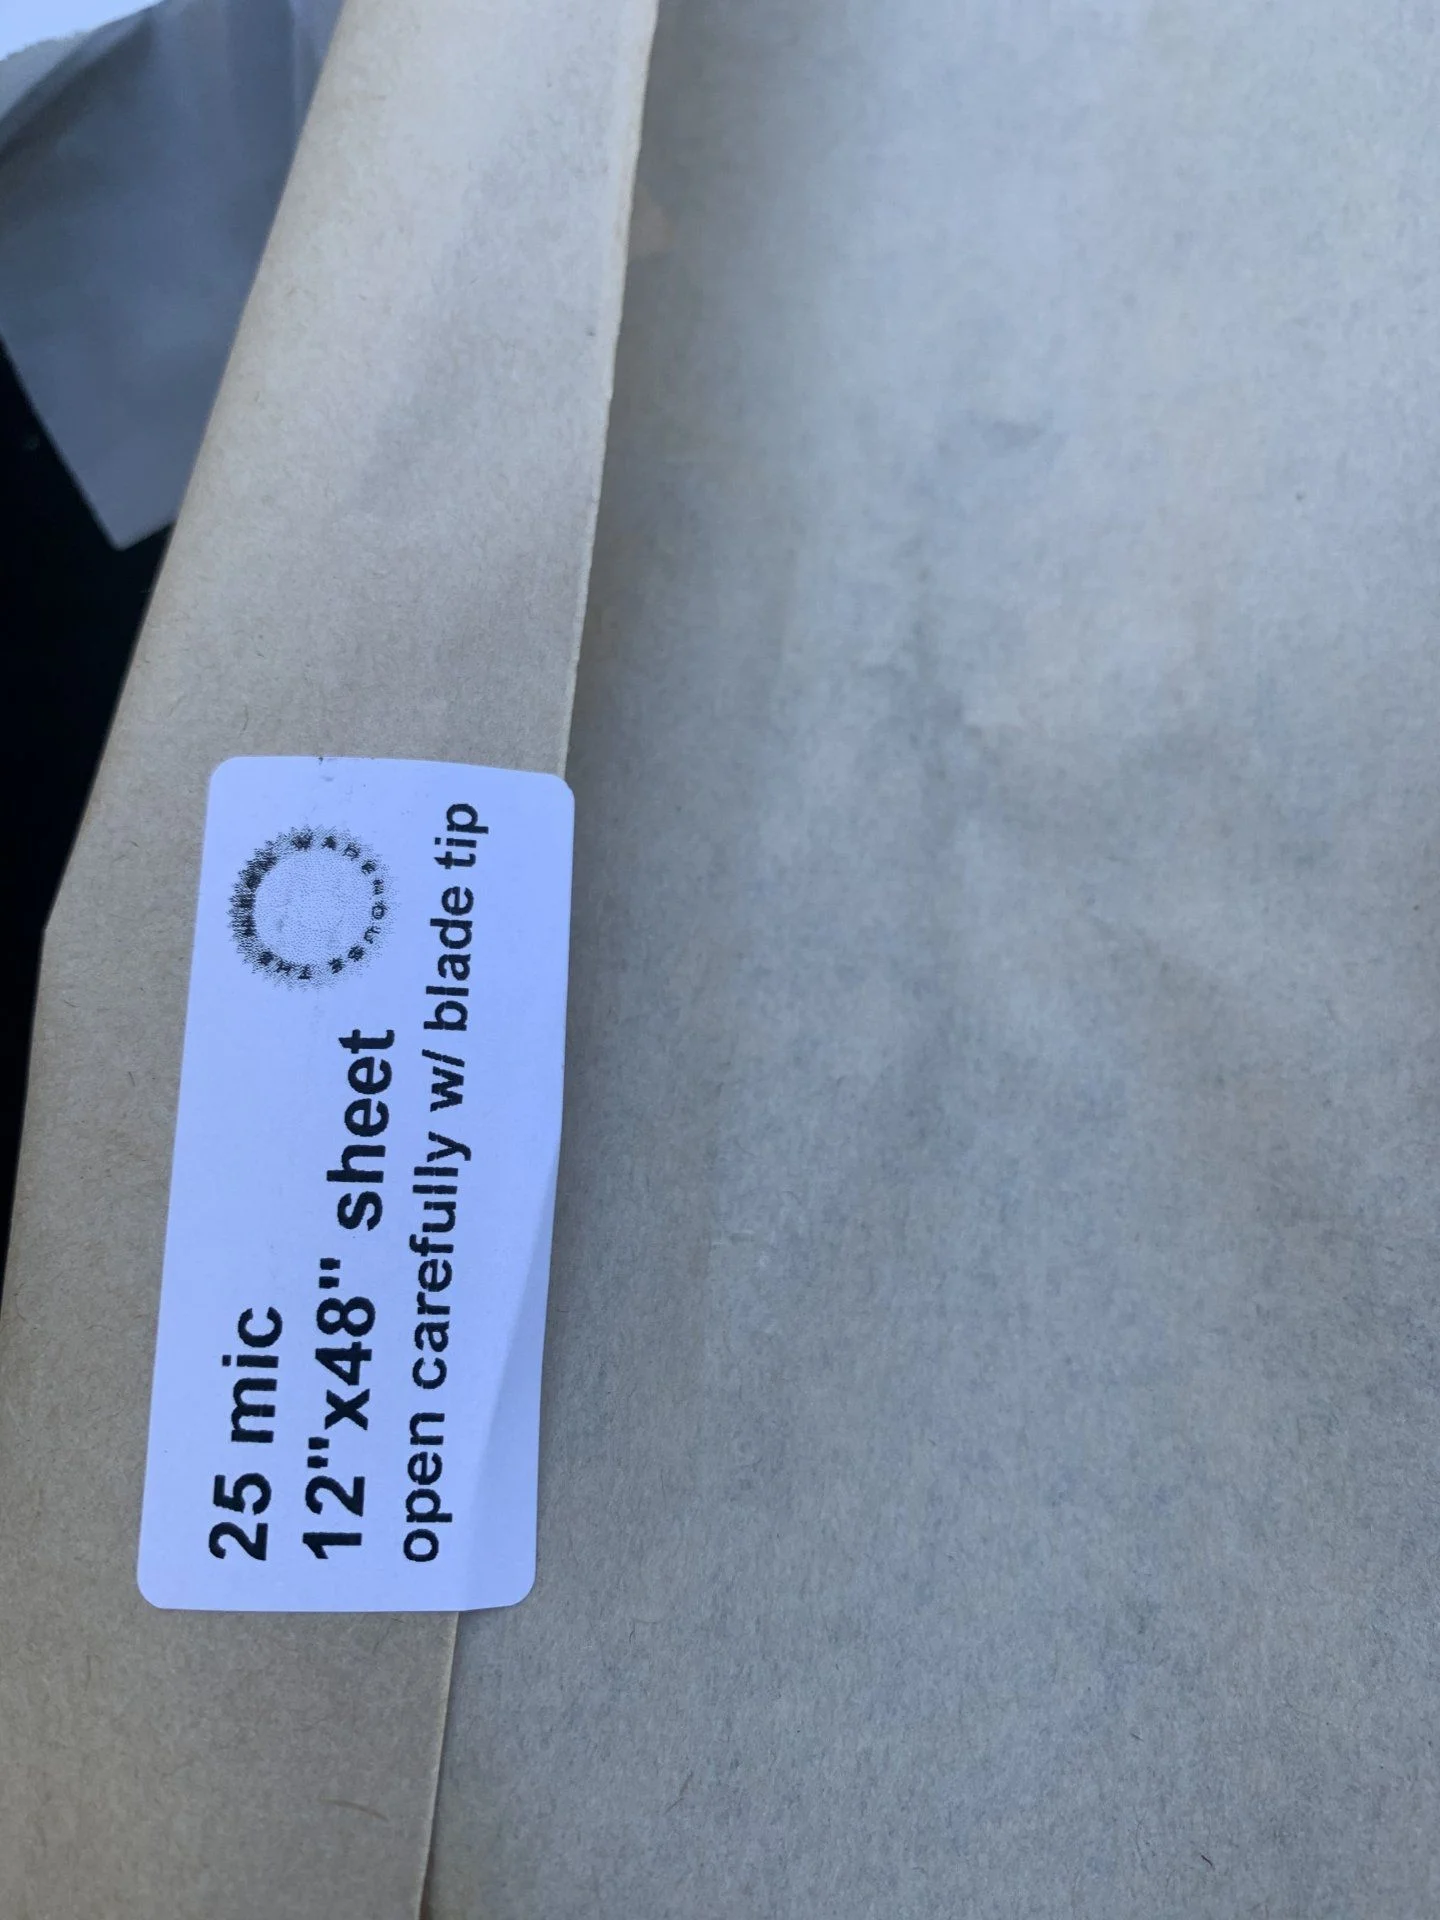 25 mic
12"x48" sheet
open carefully w/ blade tip